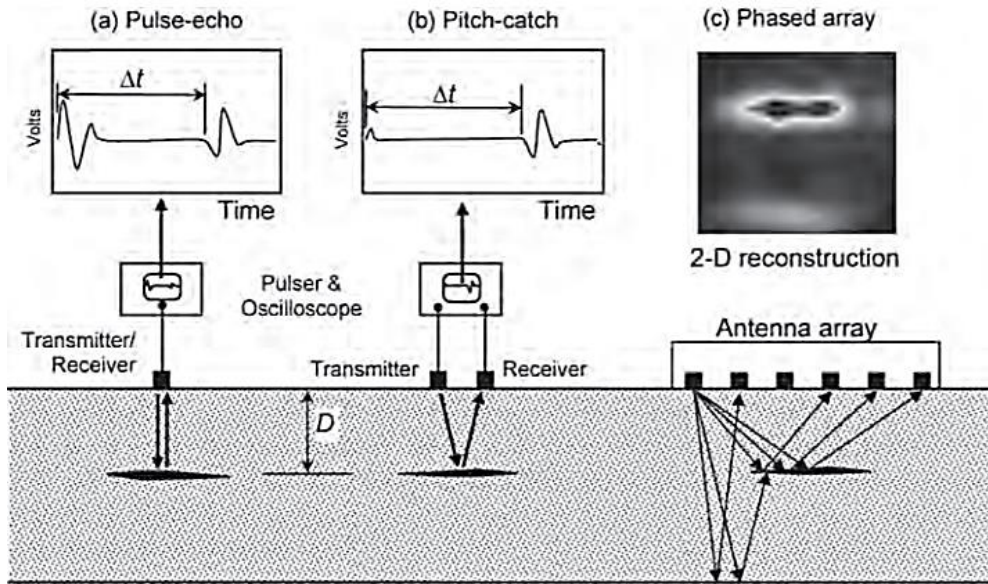 (a) Pulse-echo
Δt
Volts
Time
(b) Pitch-catch
Δt
Volts
Time
(c) Phased array
2-D reconstruction
Pulser &
Oscilloscope
Transmitter/
Receiver
Transmitter
Receiver
Antenna array
D